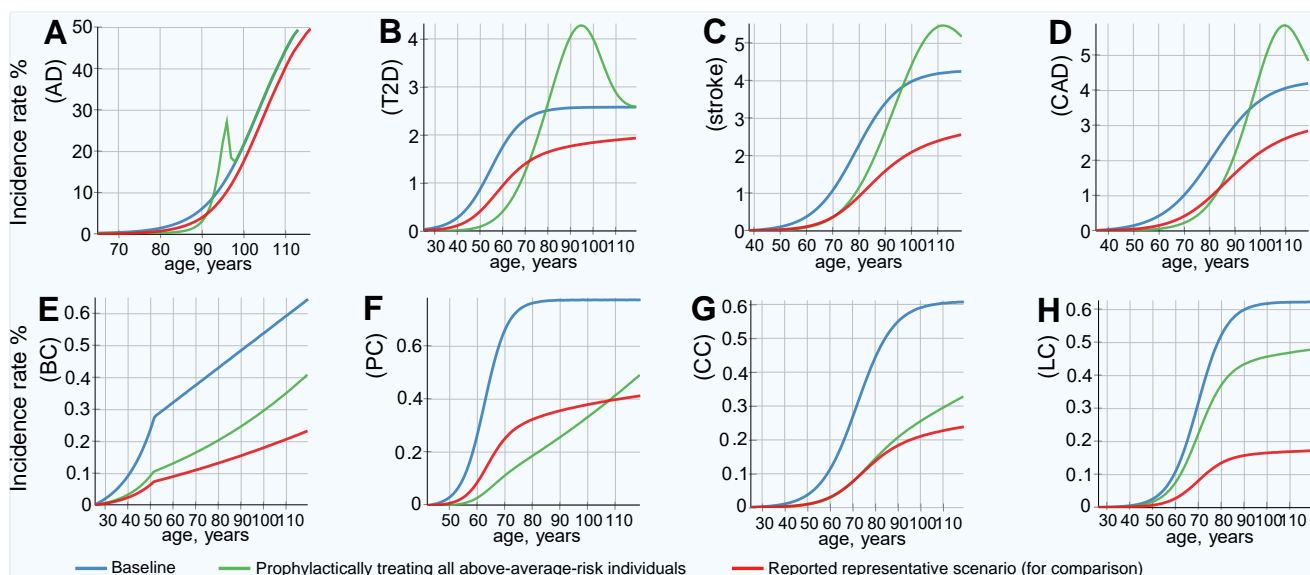 A
B
C
D
Incidence rate %
(AD)
(T2D)
(stroke)
(CAD)
50
40
30
20
10
0
70 80 90 100 110
age, years
4
3
2
1
0
30 40 50 60 70 80 90 100 110
age, years
5
4
3
2
1
0
40 50 60 70 80 90 100 110
age, years
5
4
3
2
1
0
40 50 60 70 80 90 100 110
age, years
E
F
G
H
Incidence rate %
(BC)
(PC)
(CC)
(LC)
0.6
0.5
0.4
0.3
0.2
0.1
0
30 40 50 60 70 80 90 100 110
age, years
0.6
0.4
0.2
0
50 60 70 80 90 100 110
age, years
0.6
0.5
0.4
0.3
0.2
0.1
0
30 40 50 60 70 80 90 100 110
age, years
0.6
0.5
0.4
0.3
0.2
0.1
0
30 40 50 60 70 80 90 100 110
age, years
Baseline Prophylactically treating all above-average-risk individuals Reported representative scenario (for comparison)